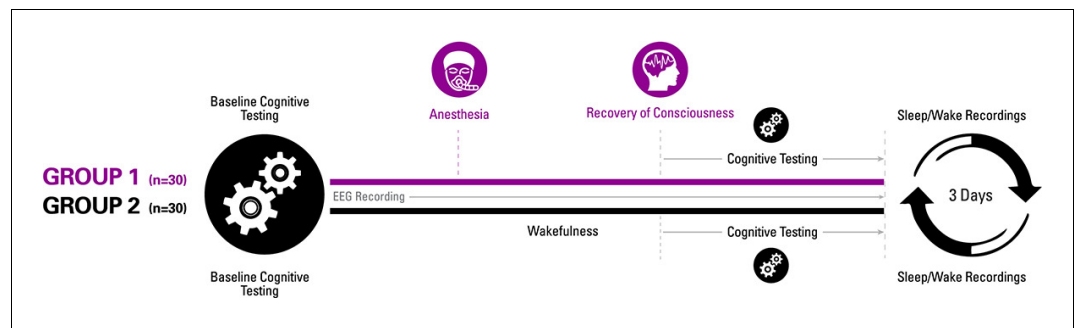 Baseline Cognitive
Testing
Anesthesia
Recovery of Consciousness
Sleep/Wake Recordings
Cognitive Testing
GROUP 1 (n=30)
EEG Recording
3 Days
GROUP 2 (n=30)
Wakefulness
Cognitive Testing
Baseline Cognitive
Testing
Sleep/Wake Recordings